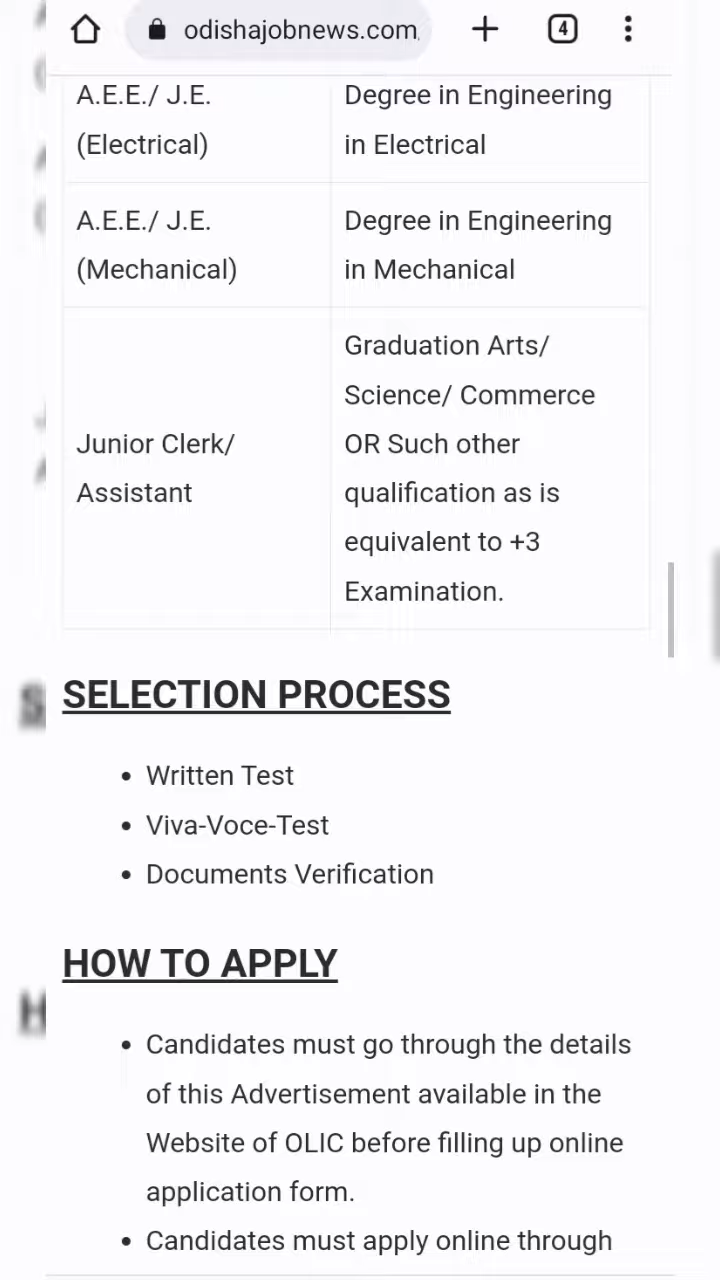 odishajobnews.com
4
A.E.E./ J.E.
(Electrical)
Degree in Engineering
in Electrical
A.E.E./ J.E.
(Mechanical)
Degree in Engineering
in Mechanical
Junior Clerk/
Assistant
Graduation Arts/
Science/ Commerce
OR Such other
qualification as is
equivalent to +3
Examination.
SELECTION PROCESS
• Written Test
• Viva-Voce-Test
• Documents Verification
HOW TO APPLY
• Candidates must go through the details
of this Advertisement available in the
Website of OLIC before filling up online
application form.
• Candidates must apply online through